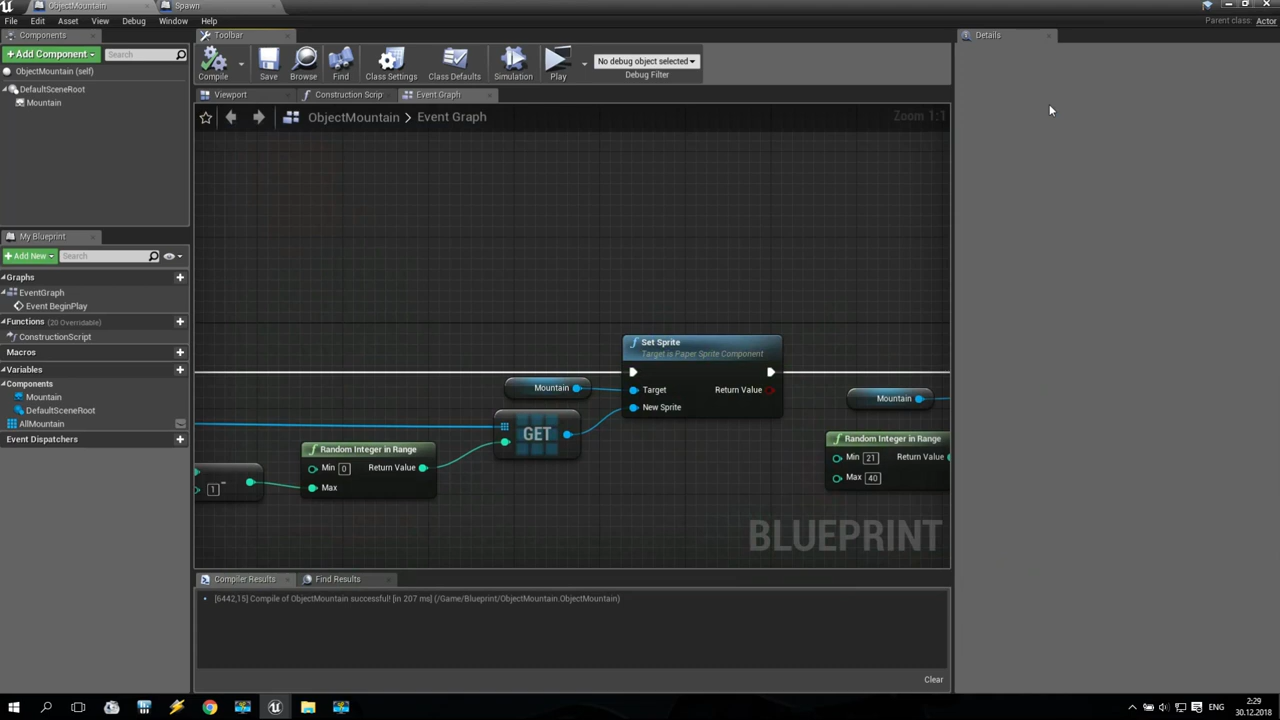 ObjectMountain
Spawn
File
Edit
Asset
View
Debug
Window
Help
Parent class: Actor
Components
Toolbar
Details
+Add Component
Search
Compile
Save
Browse
Find
Class Settings
Class Defaults
Simulation
Play
No debug object selected
Debug Filter
ObjectMountain (self)
DefaultSceneRoot
Mountain
Viewport
Construction Scrip
Event Graph
ObjectMountain > Event Graph
Zoom 1:1
My Blueprint
+Add New
Search
Graphs
EventGraph
Event BeginPlay
Functions (20 Overridable)
ConstructionScript
Macros
Variables
Components
Mountain
DefaultSceneRoot
AllMountain
Event Dispatchers
Set Sprite
Target is Paper Sprite Component
Target
Return Value
New Sprite
Mountain
GET
Random Integer in Range
Min 0
Return Value
Max
1
Mountain
Random Integer in Range
Min 21
Return Value
Max 40
BLUEPRINT
Compiler Results
Find Results
[6442,15] Compile of ObjectMountain successful! [in 207 ms] (/Game/Blueprint/ObjectMountain.ObjectMountain)
Clear
ENG
2:29
30.12.2018